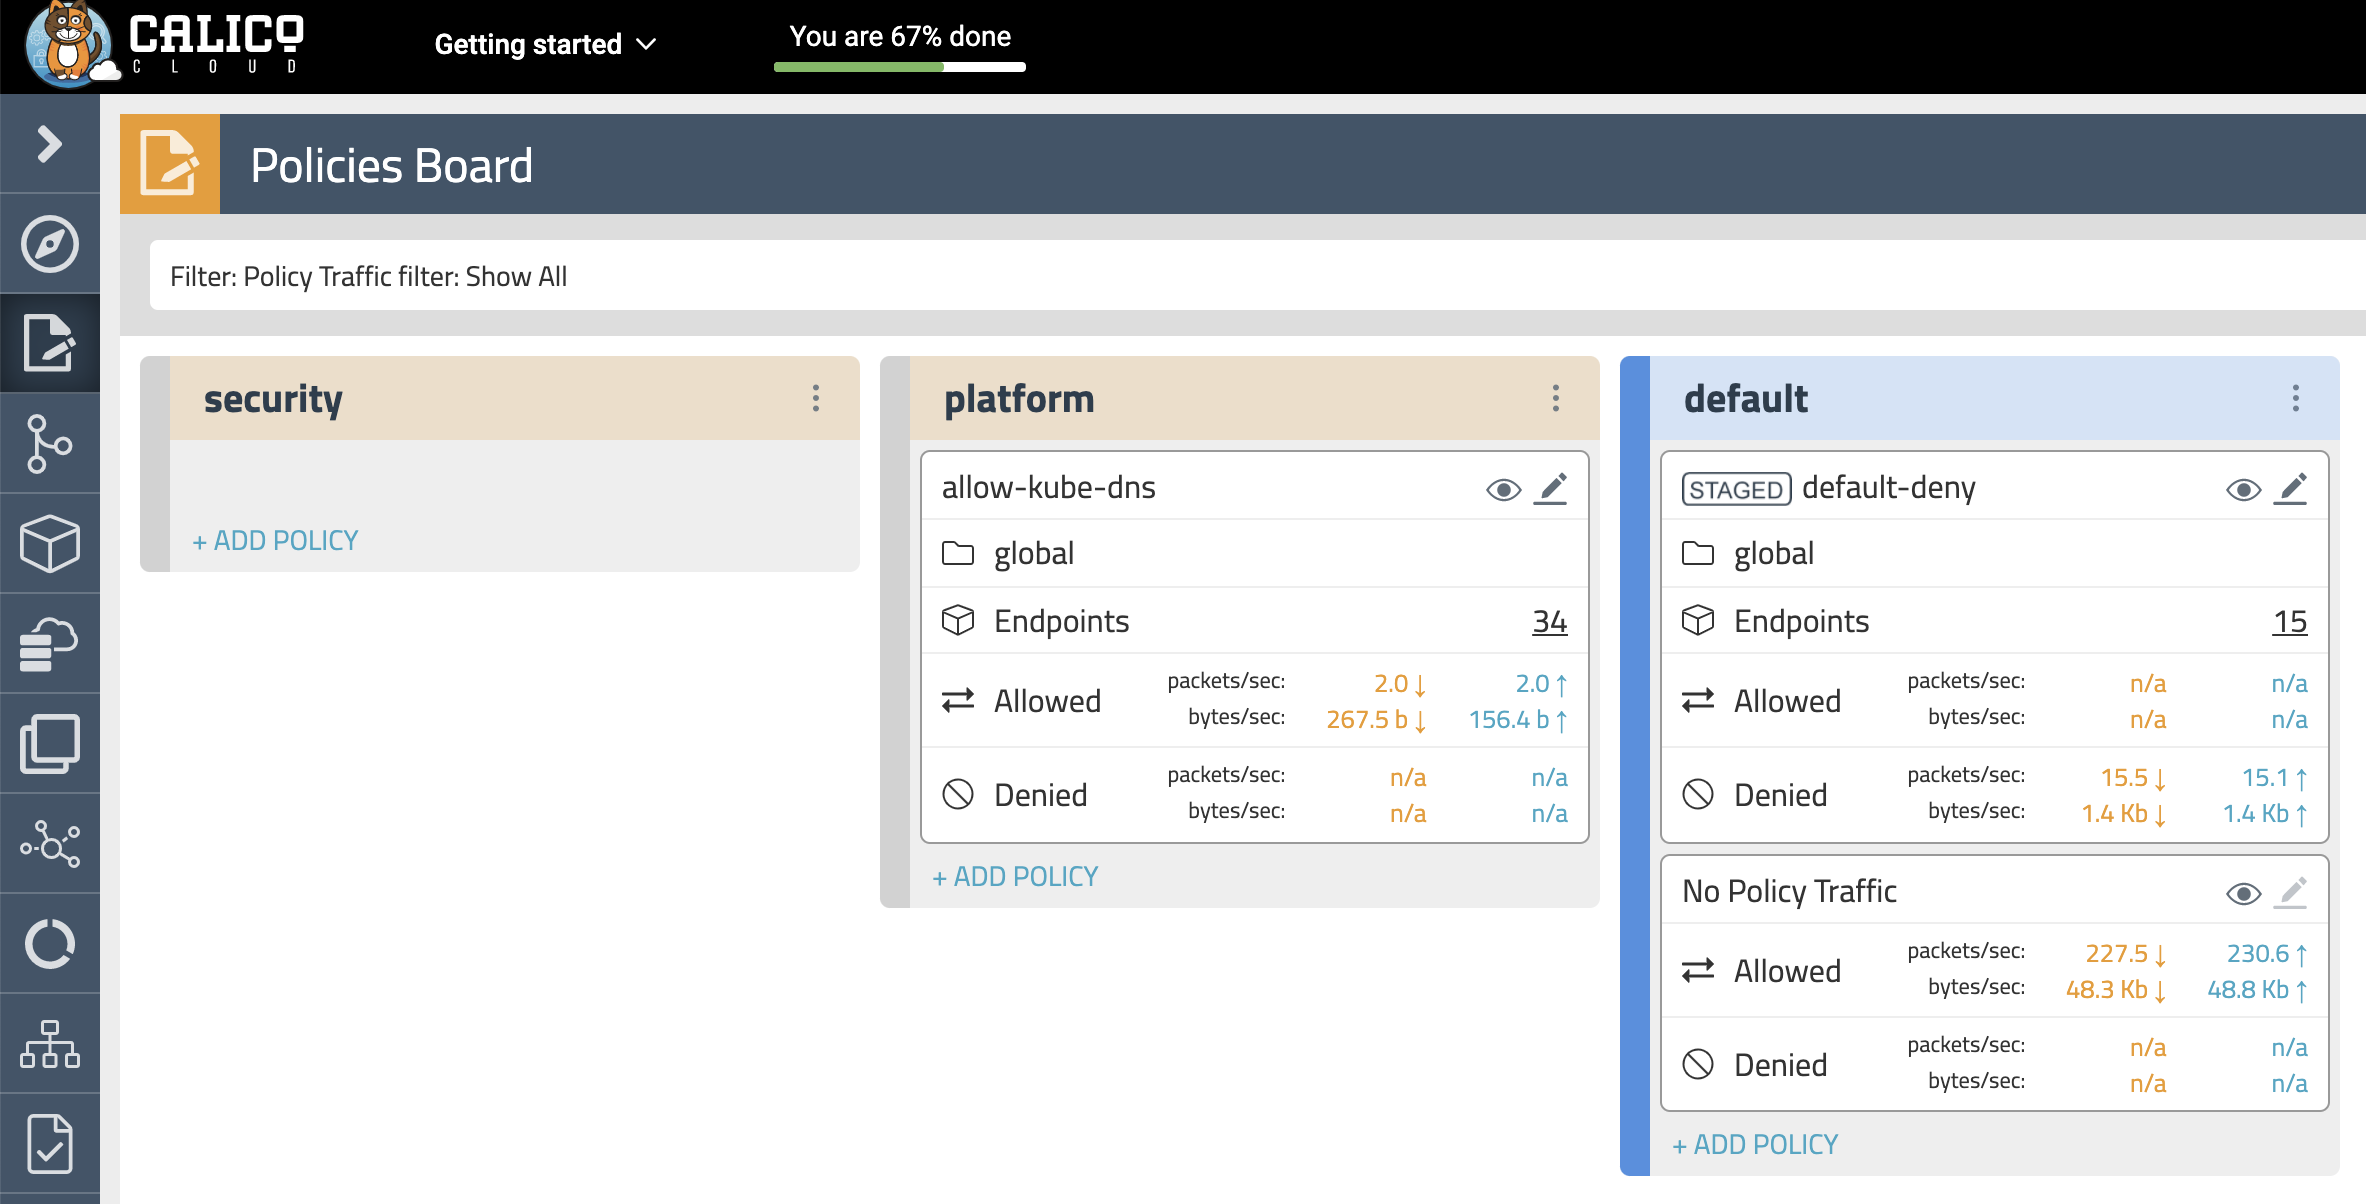 CALICO
CLOUD
Getting started
You are 67% done
Policies Board
Filter: Policy Traffic filter: Show All
security
+ ADD POLICY
platform
allow-kube-dns
global
Endpoints 34
Allowed packets/sec: 2.0 ↓ 2.0 ↑
bytes/sec: 267.5 b ↓ 156.4 b ↑
Denied packets/sec: n/a n/a
bytes/sec: n/a n/a
+ ADD POLICY
default
STAGED default-deny
global
Endpoints 15
Allowed packets/sec: n/a n/a
bytes/sec: n/a n/a
Denied packets/sec: 15.5 ↓ 15.1 ↑
bytes/sec: 1.4 Kb ↓ 1.4 Kb ↑
No Policy Traffic
Allowed packets/sec: 227.5 ↓ 230.6 ↑
bytes/sec: 48.3 Kb ↓ 48.8 Kb ↑
Denied packets/sec: n/a n/a
bytes/sec: n/a n/a
+ ADD POLICY